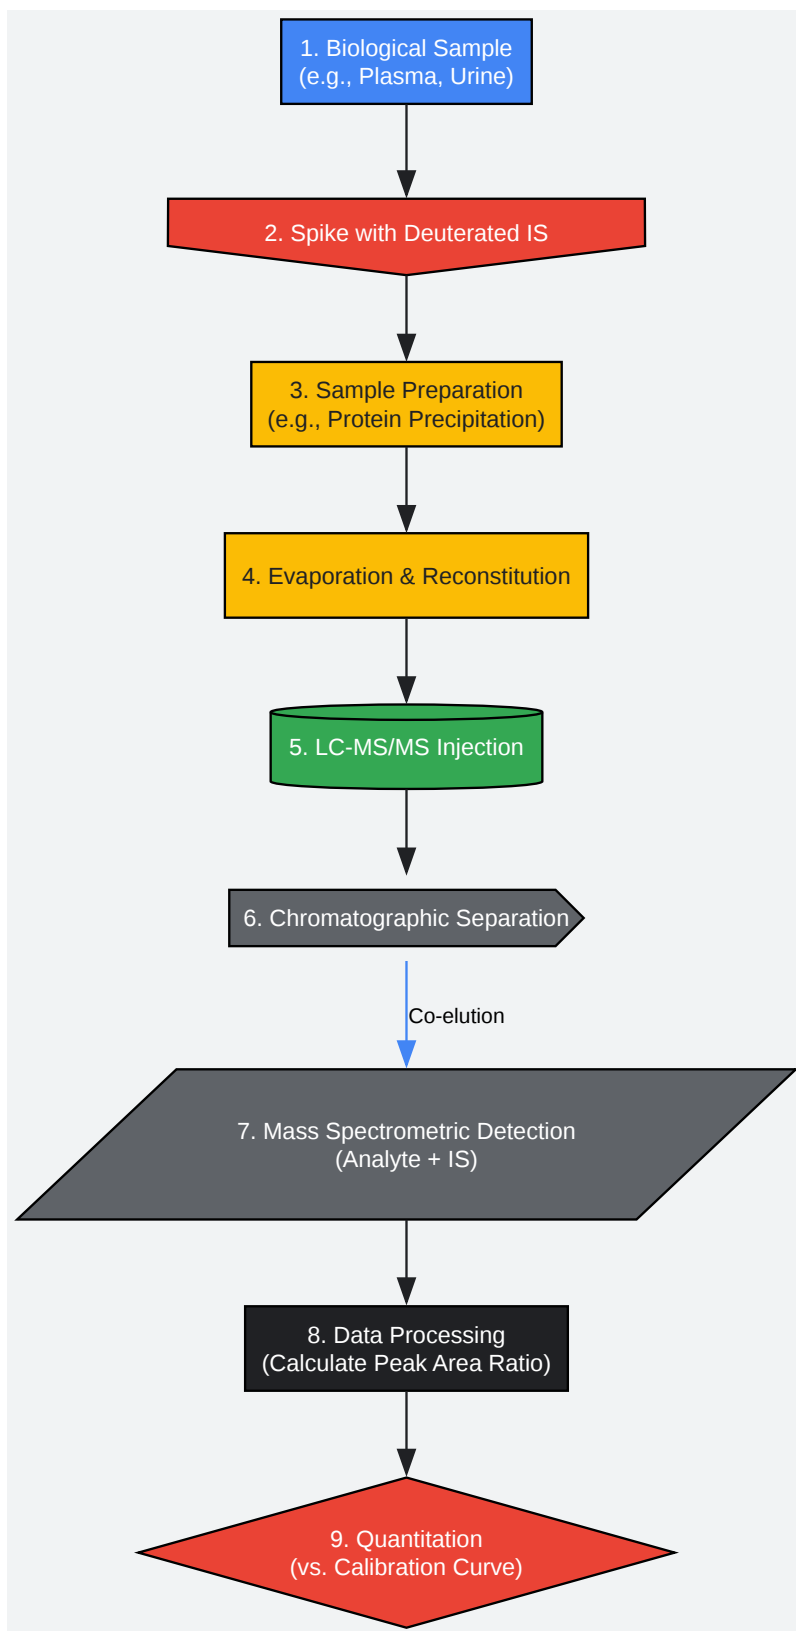 1. Biological Sample
(e.g., Plasma, Urine)
2. Spike with Deuterated IS
3. Sample Preparation
(e.g., Protein Precipitation)
4. Evaporation & Reconstitution
5. LC-MS/MS Injection
6. Chromatographic Separation
Co-elution
7. Mass Spectrometric Detection
(Analyte + IS)
8. Data Processing
(Calculate Peak Area Ratio)
9. Quantitation
(vs. Calibration Curve)